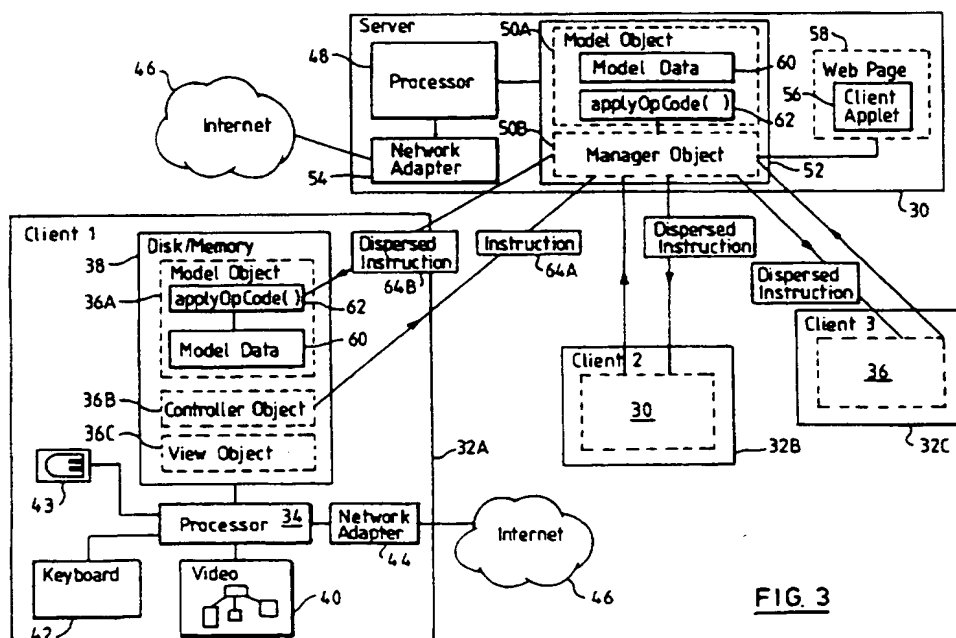 Server
50A
Model Object
58
46
48
Processor
Model Data
60
Web Page
56
Client
Applet
applyOpCode( )
62
Internet
50B
Network
Adapter
54
Manager Object
52
30
Client 1
Disk/Memory
38
Dispersed
Instruction
64B
Instruction
64A
Dispersed
Instruction
Dispersed
Instruction
Model Object
36A
applyOpCode( )
62
Model Data
60
Client 3
36
32C
Client 2
30
32B
36B
Controller Object
36C
View Object
32A
43
Processor 34
Network
Adapter
44
Internet
46
Keyboard
42
Video
40
FIG. 3